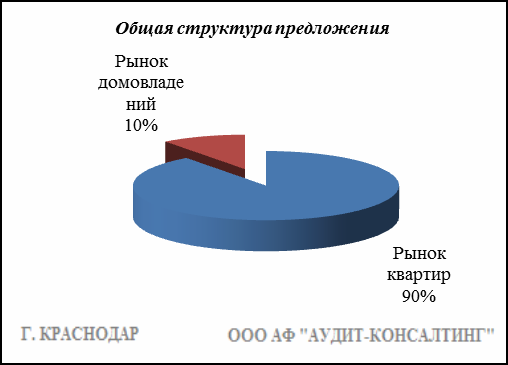 Общая структура предложения
Рынок
домовладе
ний
10%
Рынок
квартир
90%
Г. КРАСНОДАР
ООО АФ "АУДИТ-КОНСАЛТИНГ"